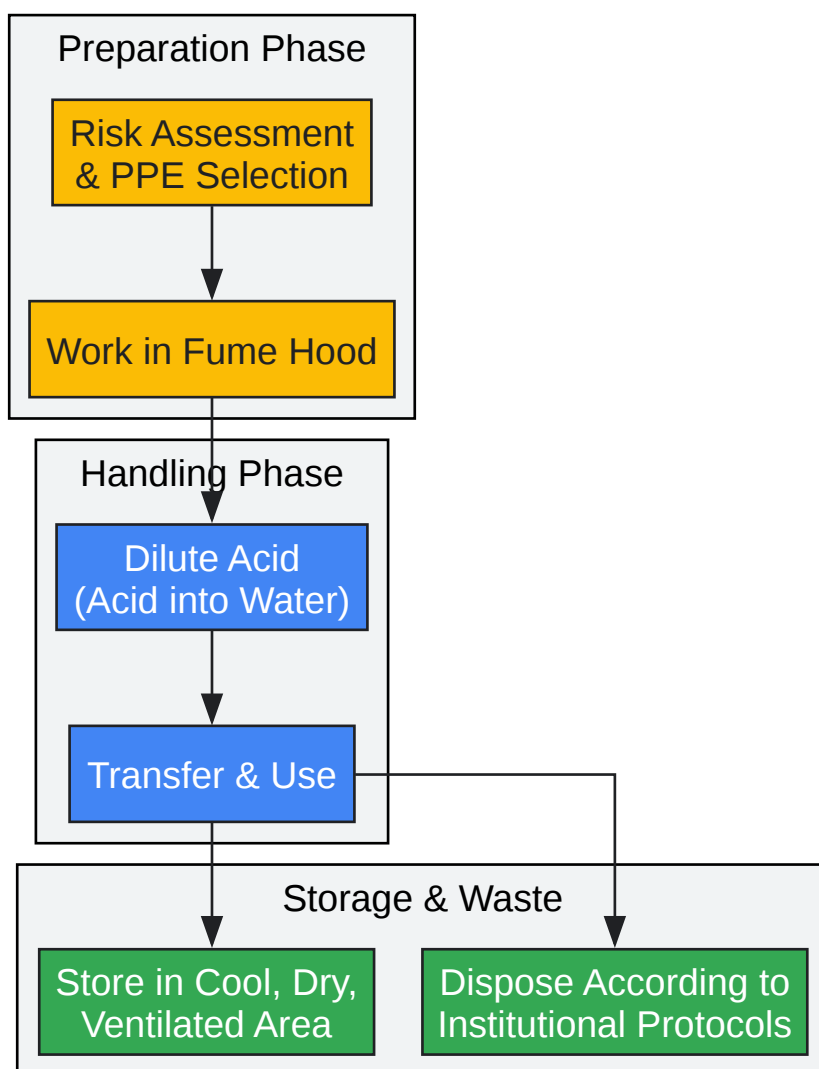 Preparation Phase
Risk Assessment
& PPE Selection
Work in Fume Hood
Handling Phase
Dilute Acid
(Acid into Water)
Transfer & Use
Storage & Waste
Store in Cool, Dry,
Ventilated Area
Dispose According to
Institutional Protocols